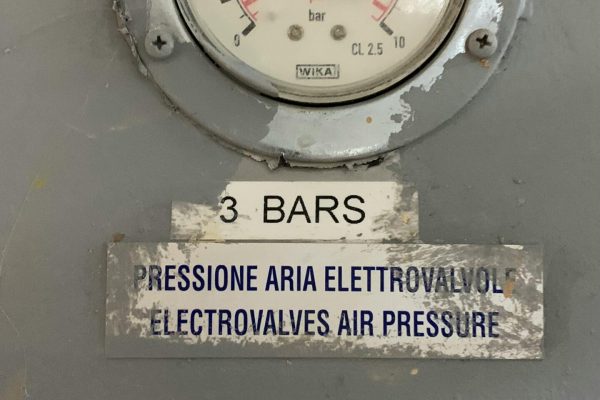 bar
0 10
CL 2.5
WIKA
3 BARS
PRESSIONE ARIA ELETTROVALVOLE
ELECTROVALVES AIR PRESSURE